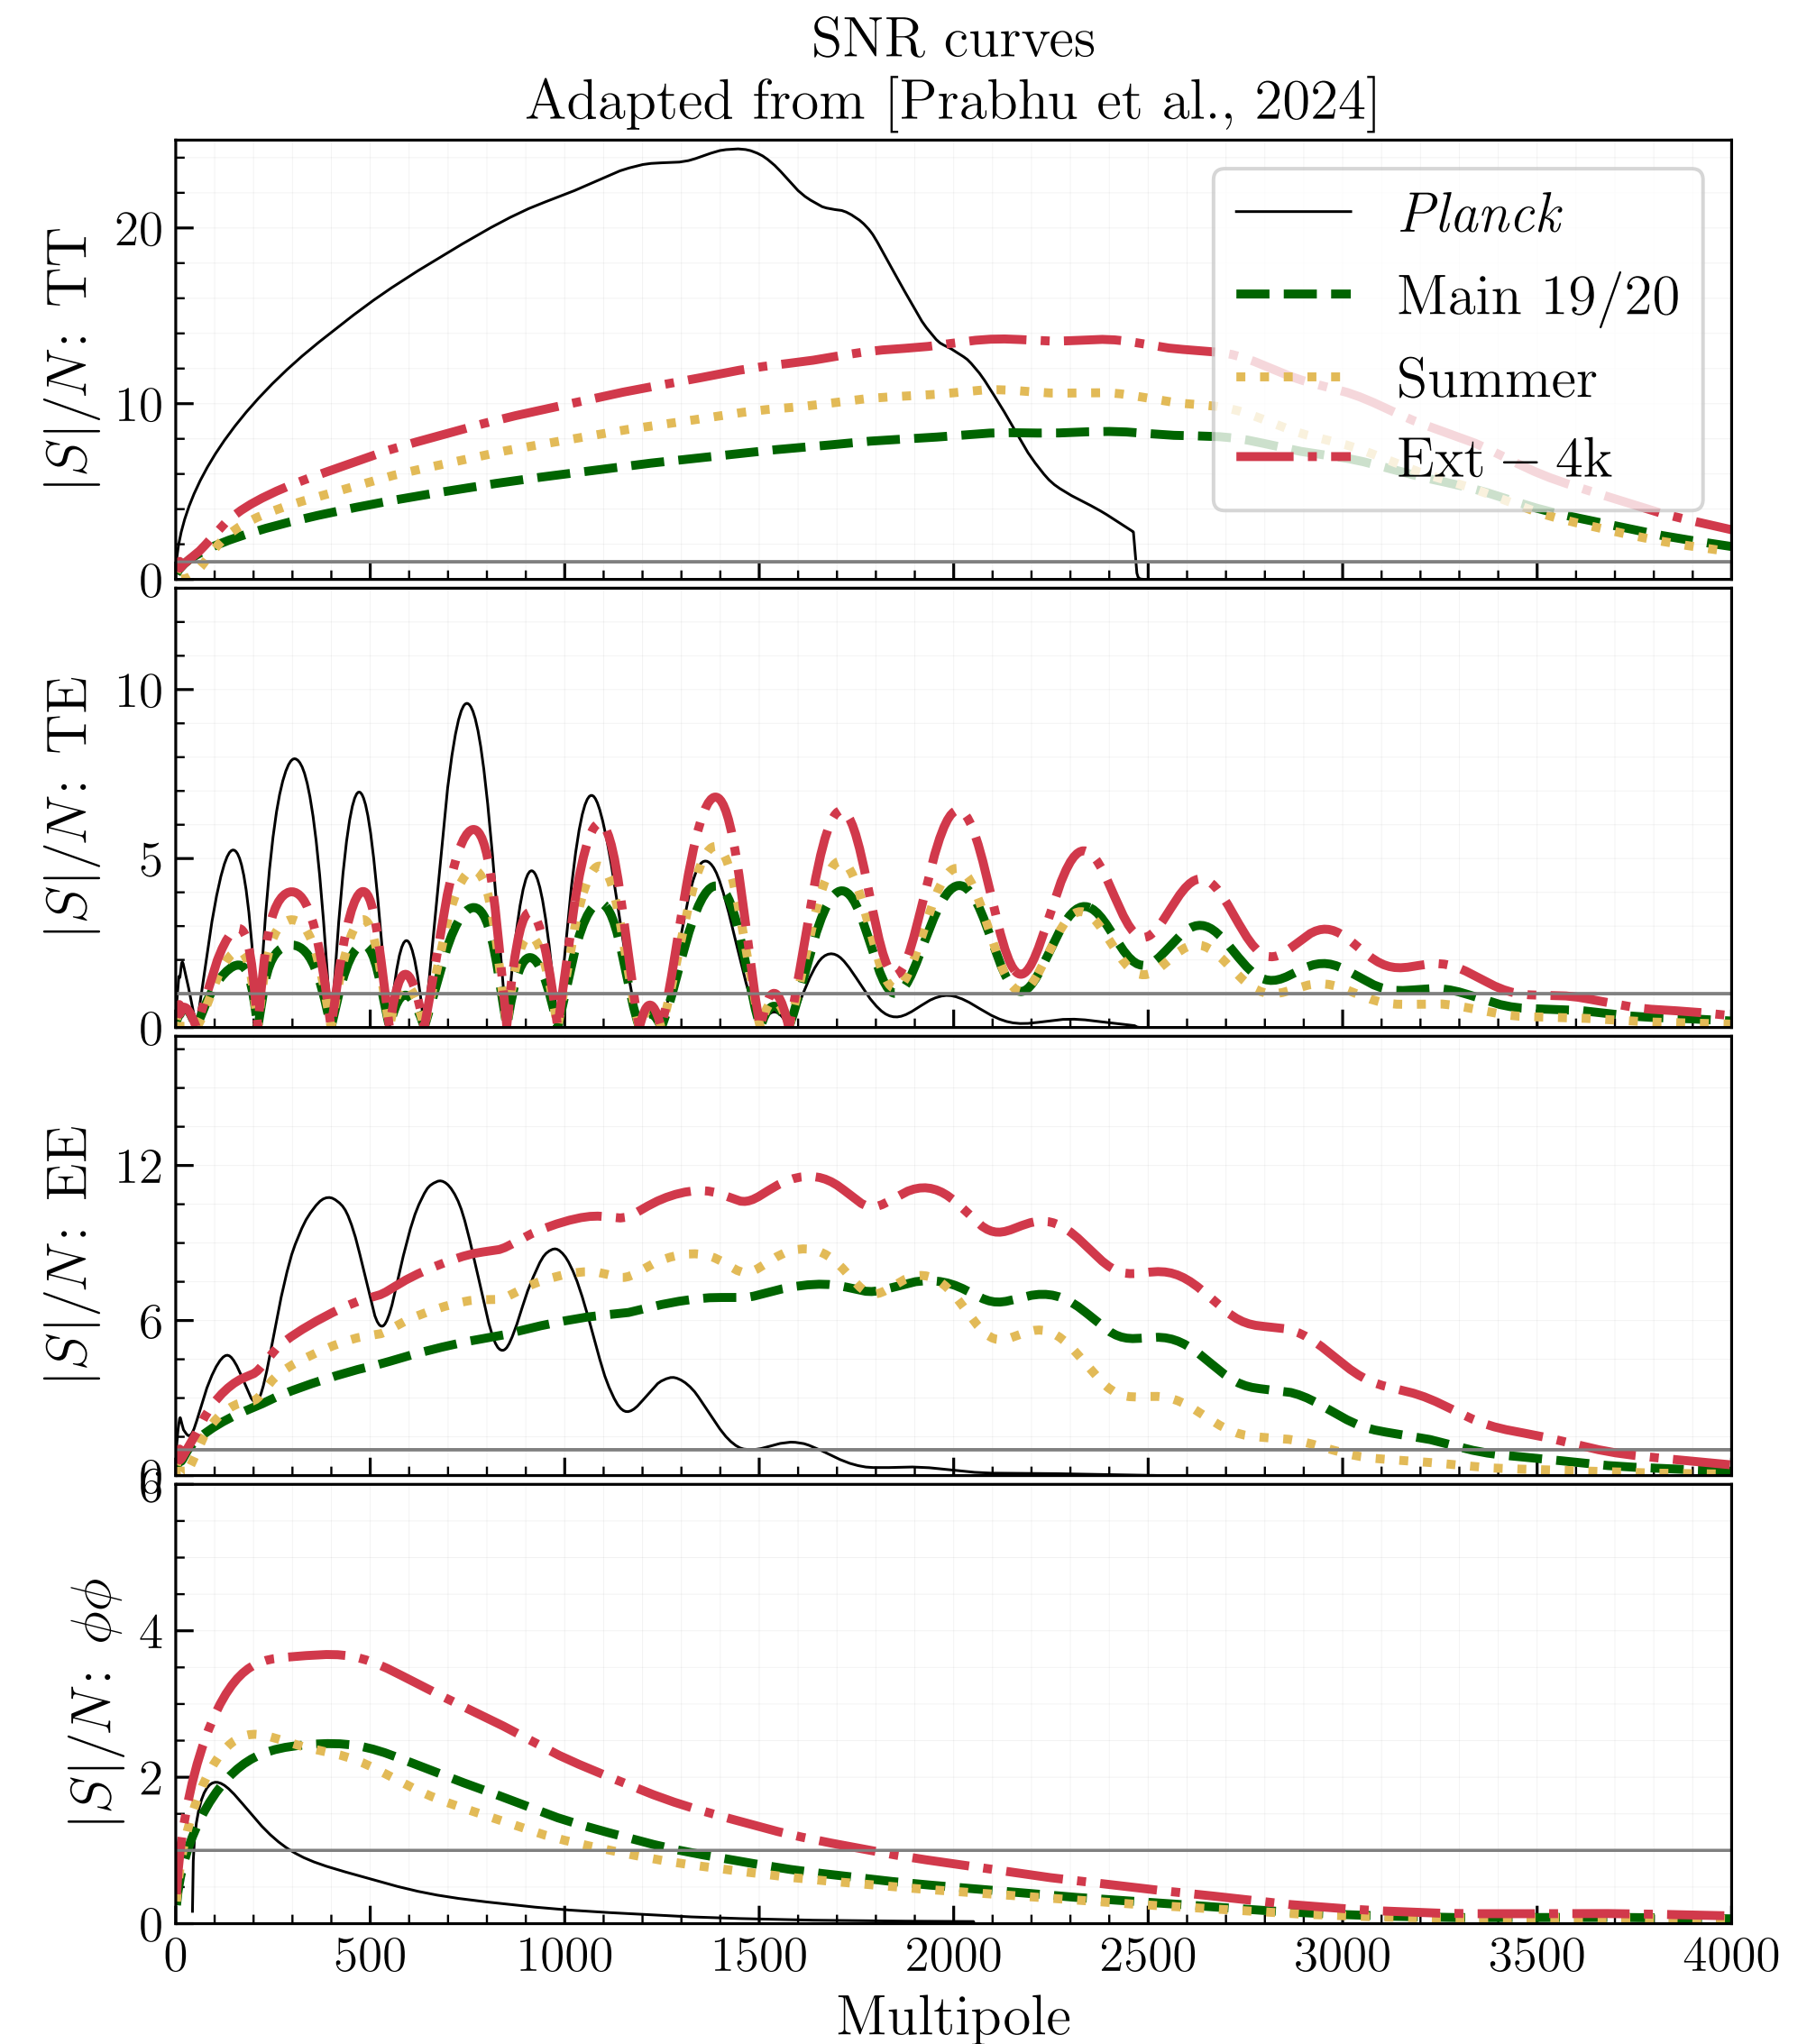 SNR curves
Adapted from [Prabhu et al., 2024]
|S|/N: TT
20
10
0
Planck
Main 19/20
Summer
Ext − 4k
|S|/N: TE
10
5
0
|S|/N: EE
12
6
0
|S|/N: ϕϕ
6
4
2
0
0 500 1000 1500 2000 2500 3000 3500 4000
Multipole